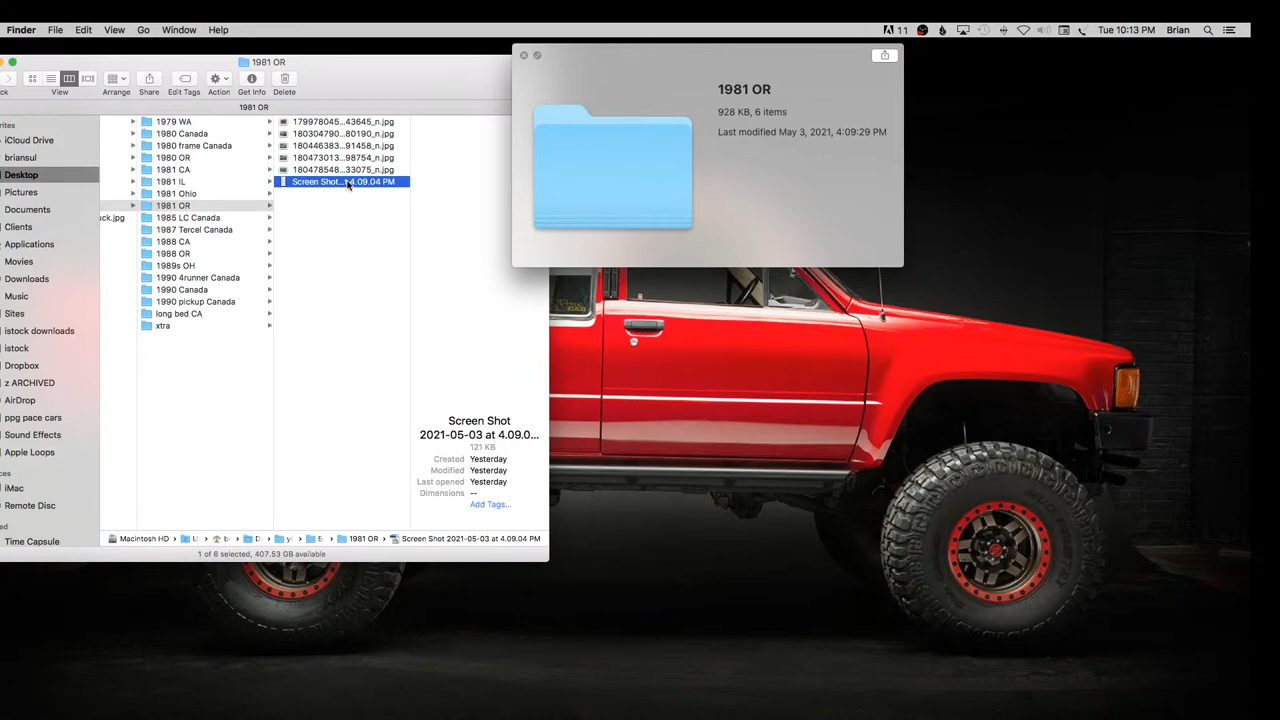 Finder File Edit View Go Window Help
11 Tue 10:13 PM Brian
1981 OR
View Arrange Share Edit Tags Action Get Info Delete
1981 OR
iCloud Drive
briansul
Desktop
Pictures
Documents
Clients
Applications
Movies
Downloads
Music
Sites
istock downloads
istock
Dropbox
z ARCHIVED
AirDrop
ppg pace cars
Sound Effects
Apple Loops
iMac
Remote Disc
Time Capsule
uck.jpg
1979 WA
1980 Canada
1980 frame Canada
1980 OR
1981 CA
1981 IL
1981 Ohio
1981 OR
1985 LC Canada
1987 Tercel Canada
1988 CA
1988 OR
1989s OH
1990 4runner Canada
1990 Canada
1990 pickup Canada
long bed CA
xtra
179978045...43645_n.jpg
180304790...80190_n.jpg
180446383...91458_n.jpg
180473013...98754_n.jpg
180478548...33075_n.jpg
Screen Shot...4.09.04 PM
Screen Shot
2021-05-03 at 4.09.0...
121 KB
Created Yesterday
Modified Yesterday
Last opened Yesterday
Dimensions --
Add Tags...
Macintosh HD 1981 OR Screen Shot 2021-05-03 at 4.09.04 PM
1 of 6 selected, 407.53 GB available
1981 OR
928 KB, 6 items
Last modified May 3, 2021, 4:09:29 PM